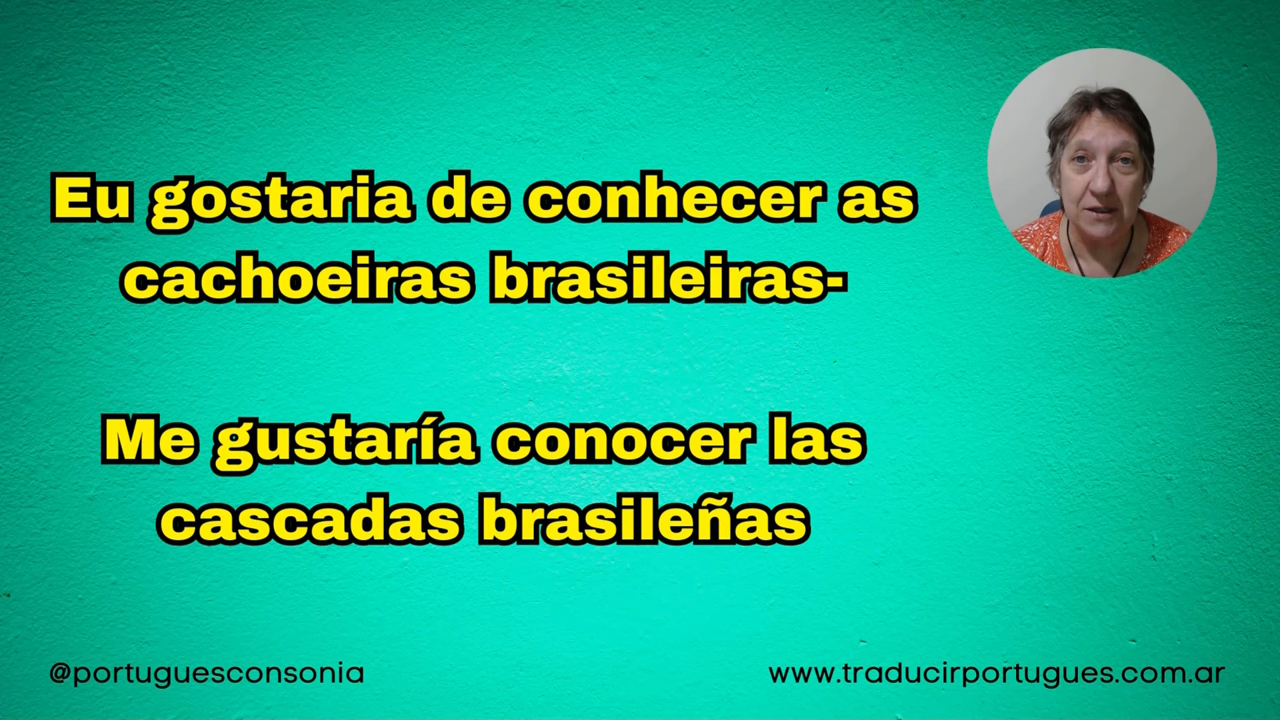 Eu gostaria de conhecer as
cachoeiras brasileiras-
Me gustaría conocer las
cascadas brasileñas
@portuguesconsonia
www.traducirportugues.com.ar